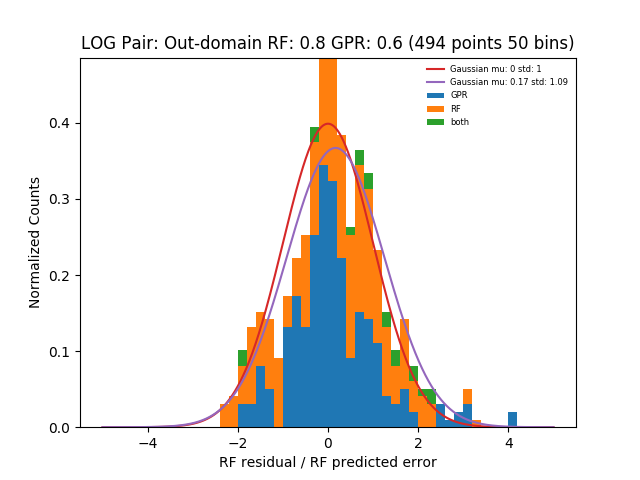 LOG Pair: Out-domain RF: 0.8 GPR: 0.6 (494 points 50 bins)
Gaussian mu: 0 std: 1
Gaussian mu: 0.17 std: 1.09
GPR
RF
both
Normalized Counts
0.4
0.3
0.2
0.1
0.0
−4 −2 0 2 4
RF residual / RF predicted error